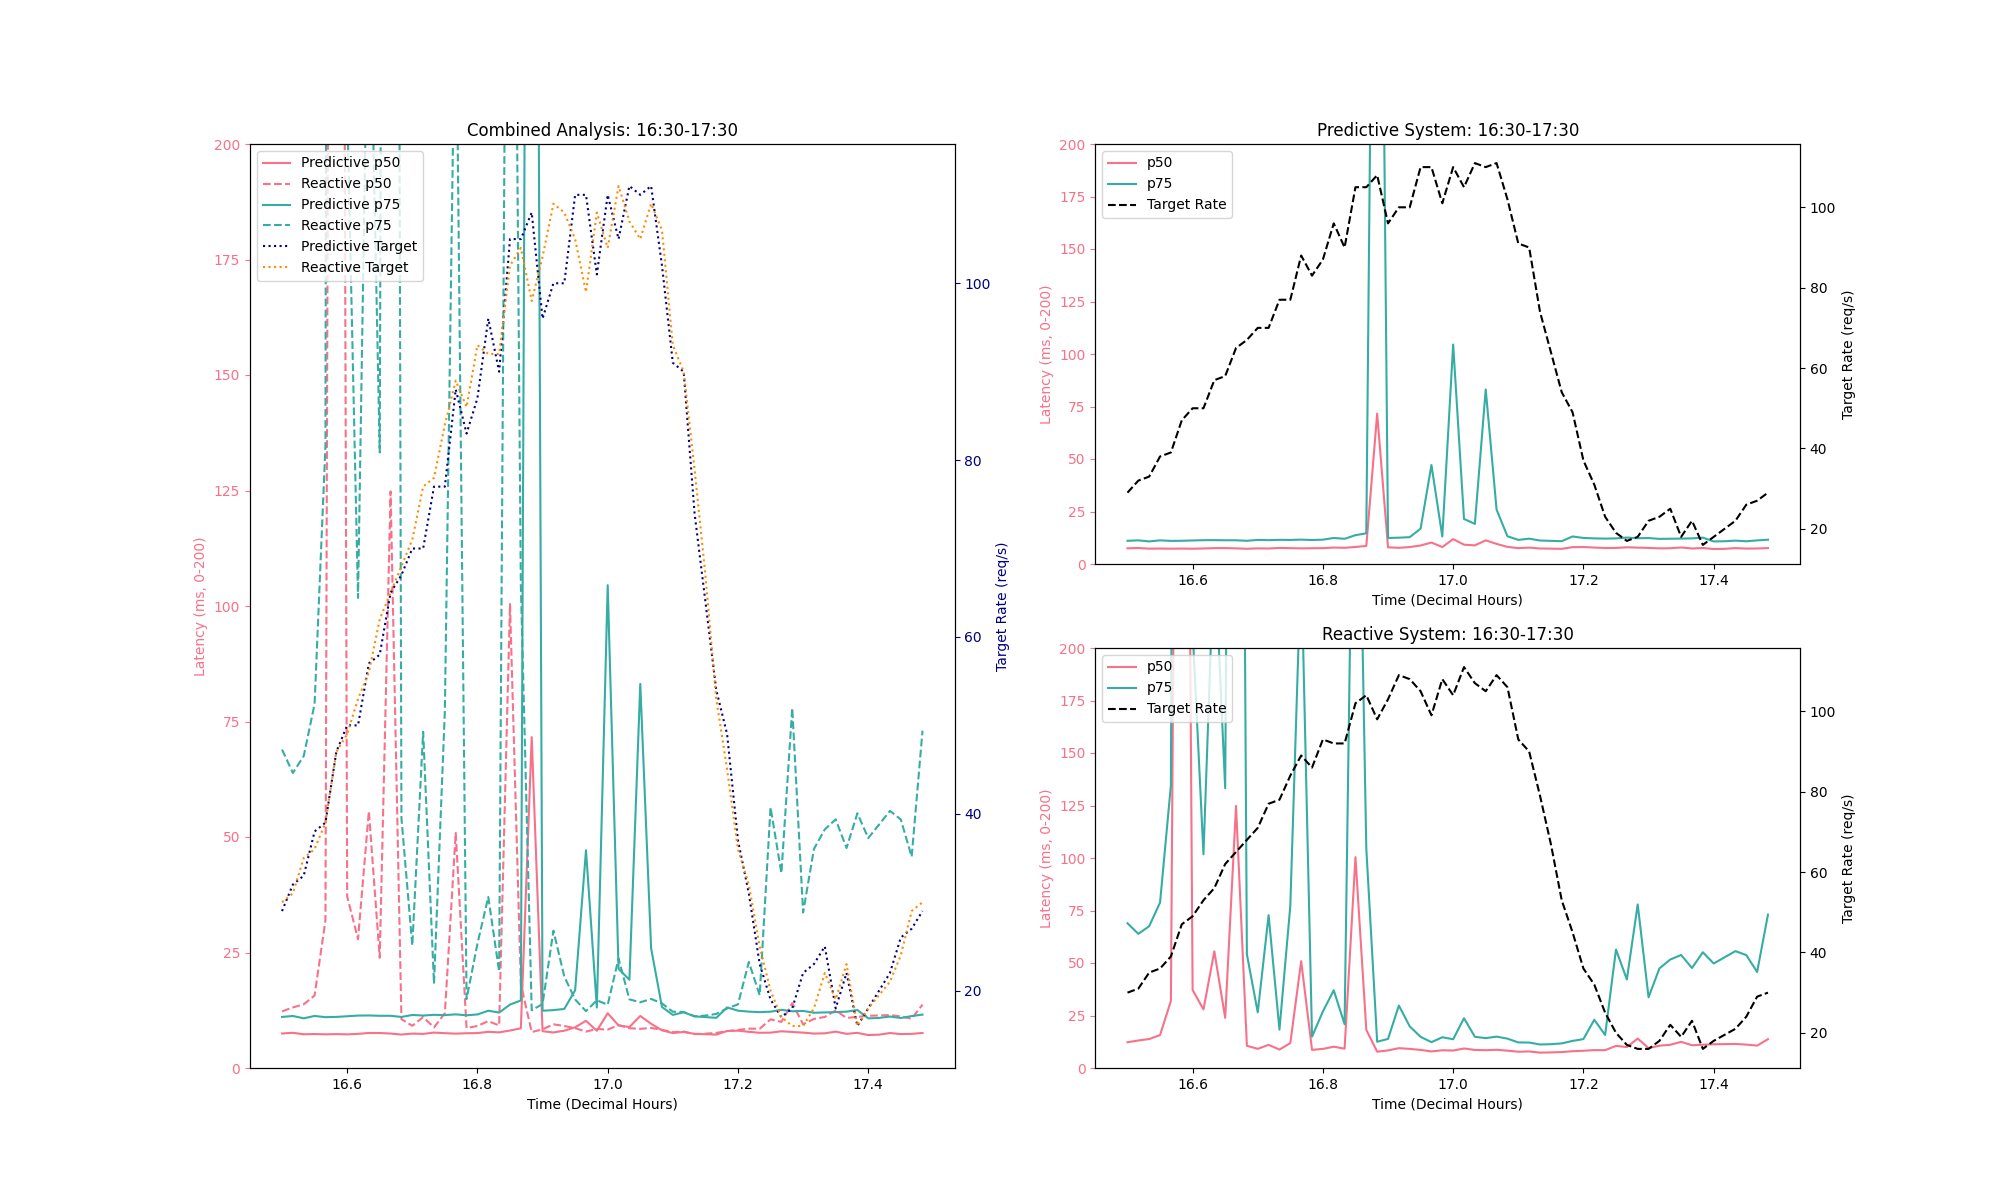 Combined Analysis: 16:30-17:30
Predictive p50
Reactive p50
Predictive p75
Reactive p75
Predictive Target
Reactive Target
200
175
150
125
100
75
50
25
0
Latency (ms, 0-200)
100
80
60
40
20
Target Rate (req/s)
16.6 16.8 17.0 17.2 17.4
Time (Decimal Hours)
Predictive System: 16:30-17:30
p50
p75
Target Rate
200
175
150
125
100
75
50
25
0
Latency (ms, 0-200)
100
80
60
40
20
Target Rate (req/s)
16.6 16.8 17.0 17.2 17.4
Time (Decimal Hours)
Reactive System: 16:30-17:30
p50
p75
Target Rate
200
175
150
125
100
75
50
25
0
Latency (ms, 0-200)
100
80
60
40
20
Target Rate (req/s)
16.6 16.8 17.0 17.2 17.4
Time (Decimal Hours)